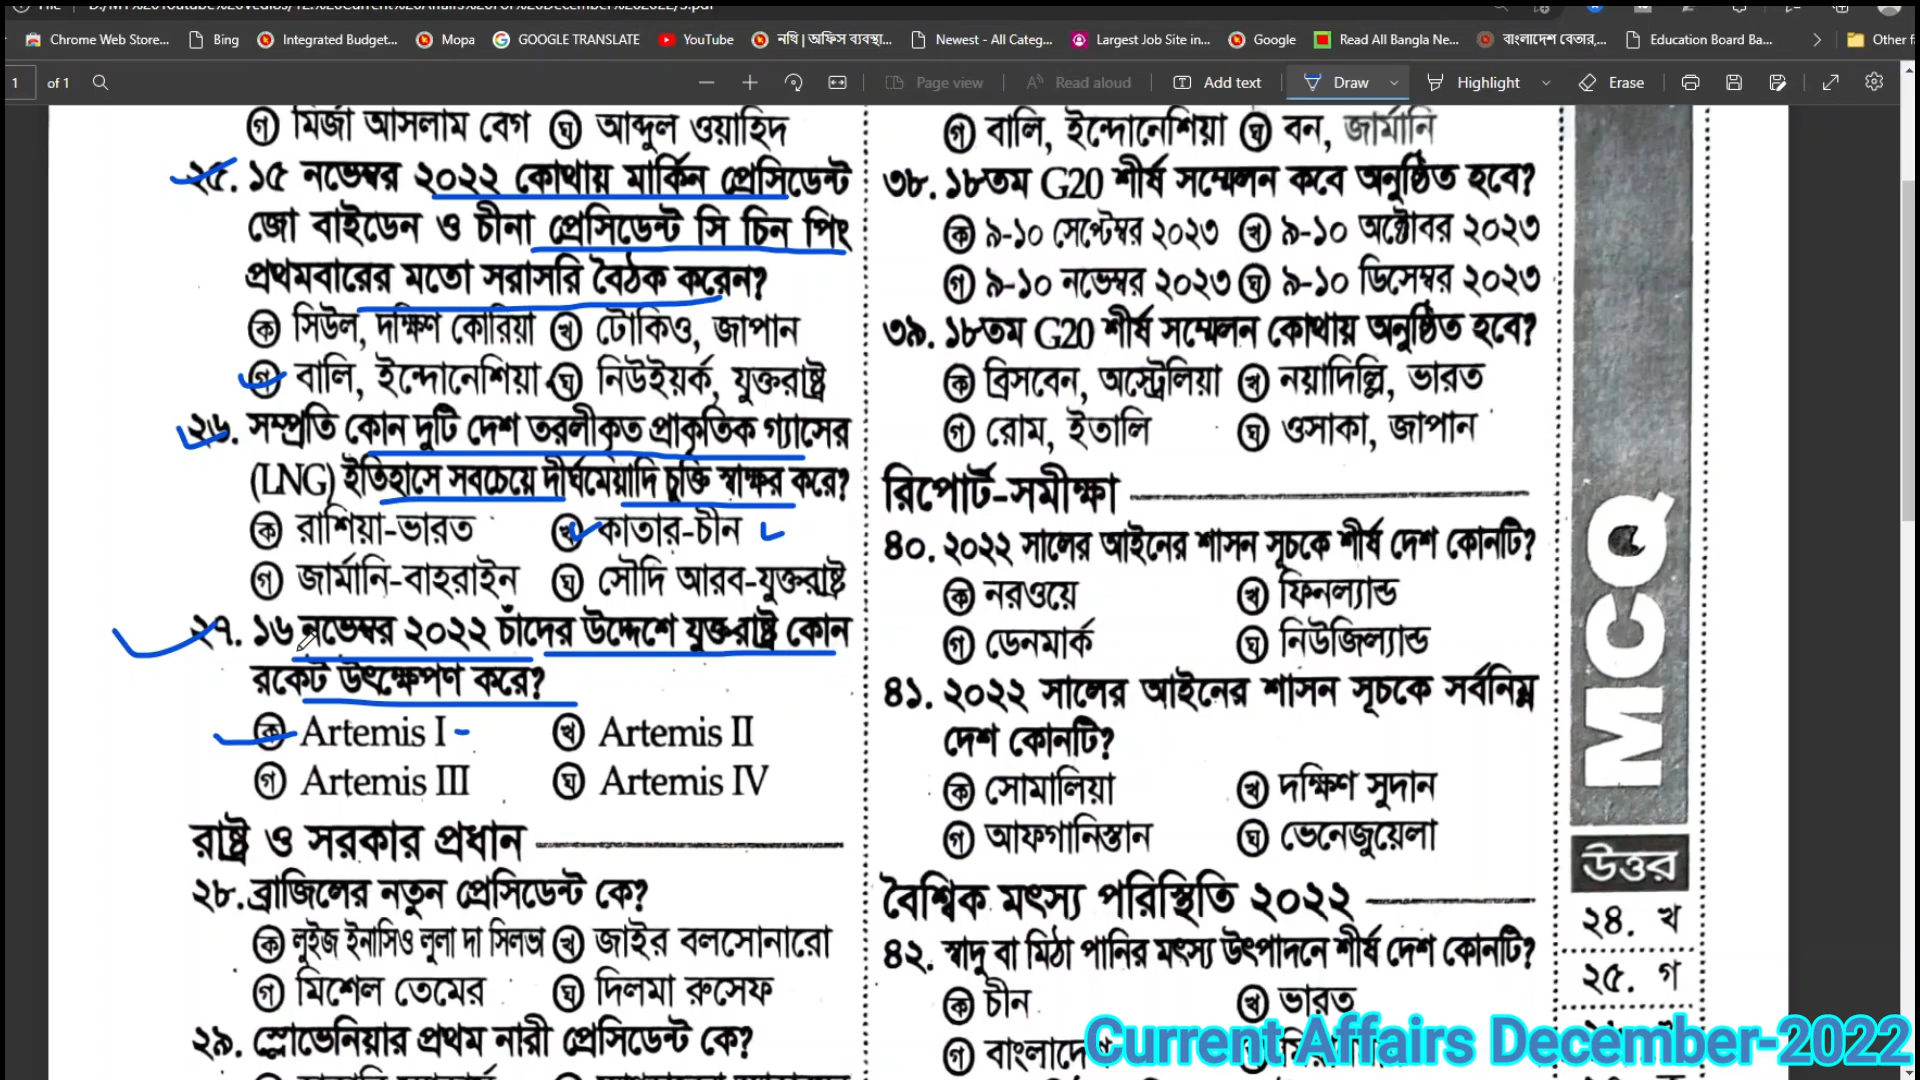 Chrome Web Store... Bing Integrated Budget... Mopa GOOGLE TRANSLATE YouTube নথি | অফিস ব্যবস্থা... Newest - All Categ... Largest Job Site in... Google Read All Bangla Ne... বাংলাদেশ বেতার,... Education Board Ba... Other f
1 of 1 Page view Read aloud Add text Draw Highlight Erase
গ মির্জা আসলাম বেগ ঘ আব্দুল ওয়াহিদ
২৫. ১৫ নভেম্বর ২০২২ কোথায় মার্কিন প্রেসিডেন্ট
জো বাইডেন ও চীনা প্রেসিডেন্ট সি চিন পিং
প্রথমবারের মতো সরাসরি বৈঠক করেন?
ক সিউল, দক্ষিণ কোরিয়া খ টোকিও, জাপান
গ বালি, ইন্দোনেশিয়া ঘ নিউইয়র্ক, যুক্তরাষ্ট্র
২৬. সম্প্রতি কোন দুটি দেশ তরলীকৃত প্রাকৃতিক গ্যাসের
(LNG) ইতিহাসে সবচেয়ে দীর্ঘমেয়াদি চুক্তি স্বাক্ষর করে?
ক রাশিয়া-ভারত খ কাতার-চীন
গ জার্মানি-বাহরাইন ঘ সৌদি আরব-যুক্তরাষ্ট্র
২৭. ১৬ নভেম্বর ২০২২ চাঁদের উদ্দেশে যুক্তরাষ্ট্র কোন
রকেট উৎক্ষেপণ করে?
ক Artemis I খ Artemis II
গ Artemis III ঘ Artemis IV
রাষ্ট্র ও সরকার প্রধান
২৮. ব্রাজিলের নতুন প্রেসিডেন্ট কে?
ক লুইজ ইনাসিও লুলা দা সিলভা খ জাইর বলসোনারো
গ মিশেল তেমের ঘ দিলমা রুসেফ
২৯. স্লোভেনিয়ার প্রথম নারী প্রেসিডেন্ট কে?
গ বালি, ইন্দোনেশিয়া ঘ বন, জার্মানি
৩৮. ১৮তম G20 শীর্ষ সম্মেলন কবে অনুষ্ঠিত হবে?
ক ৯-১০ সেপ্টেম্বর ২০২৩ খ ৯-১০ অক্টোবর ২০২৩
গ ৯-১০ নভেম্বর ২০২৩ ঘ ৯-১০ ডিসেম্বর ২০২৩
৩৯. ১৮তম G20 শীর্ষ সম্মেলন কোথায় অনুষ্ঠিত হবে?
ক ব্রিসবেন, অস্ট্রেলিয়া খ নয়াদিল্লি, ভারত
গ রোম, ইতালি ঘ ওসাকা, জাপান
রিপোর্ট-সমীক্ষা
৪০. ২০২২ সালের আইনের শাসন সূচকে শীর্ষ দেশ কোনটি?
ক নরওয়ে খ ফিনল্যান্ড
গ ডেনমার্ক ঘ নিউজিল্যান্ড
৪১. ২০২২ সালের আইনের শাসন সূচকে সর্বনিম্ন
দেশ কোনটি?
ক সোমালিয়া খ দক্ষিণ সুদান
গ আফগানিস্তান ঘ ভেনেজুয়েলা
বৈশ্বিক মৎস্য পরিস্থিতি ২০২২
৪২. স্বাদু বা মিঠা পানির মৎস্য উৎপাদনে শীর্ষ দেশ কোনটি?
ক চীন খ ভারত
গ
MCQ
উত্তর
২৪. খ
২৫. গ
Current Affairs December-2022